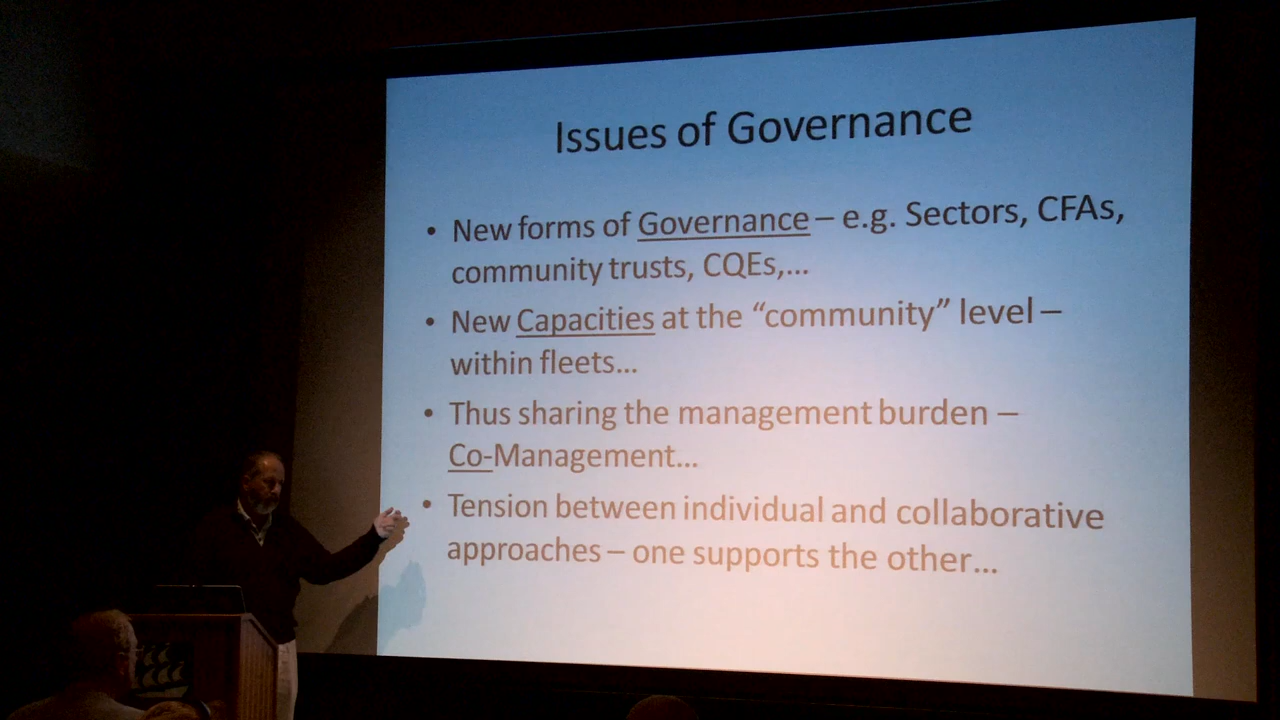 Issues of Governance
• New forms of Governance – e.g. Sectors, CFAs,
community trusts, CQEs,...
• New Capacities at the “community” level –
within fleets...
• Thus sharing the management burden –
Co-Management...
• Tension between individual and collaborative
approaches – one supports the other...